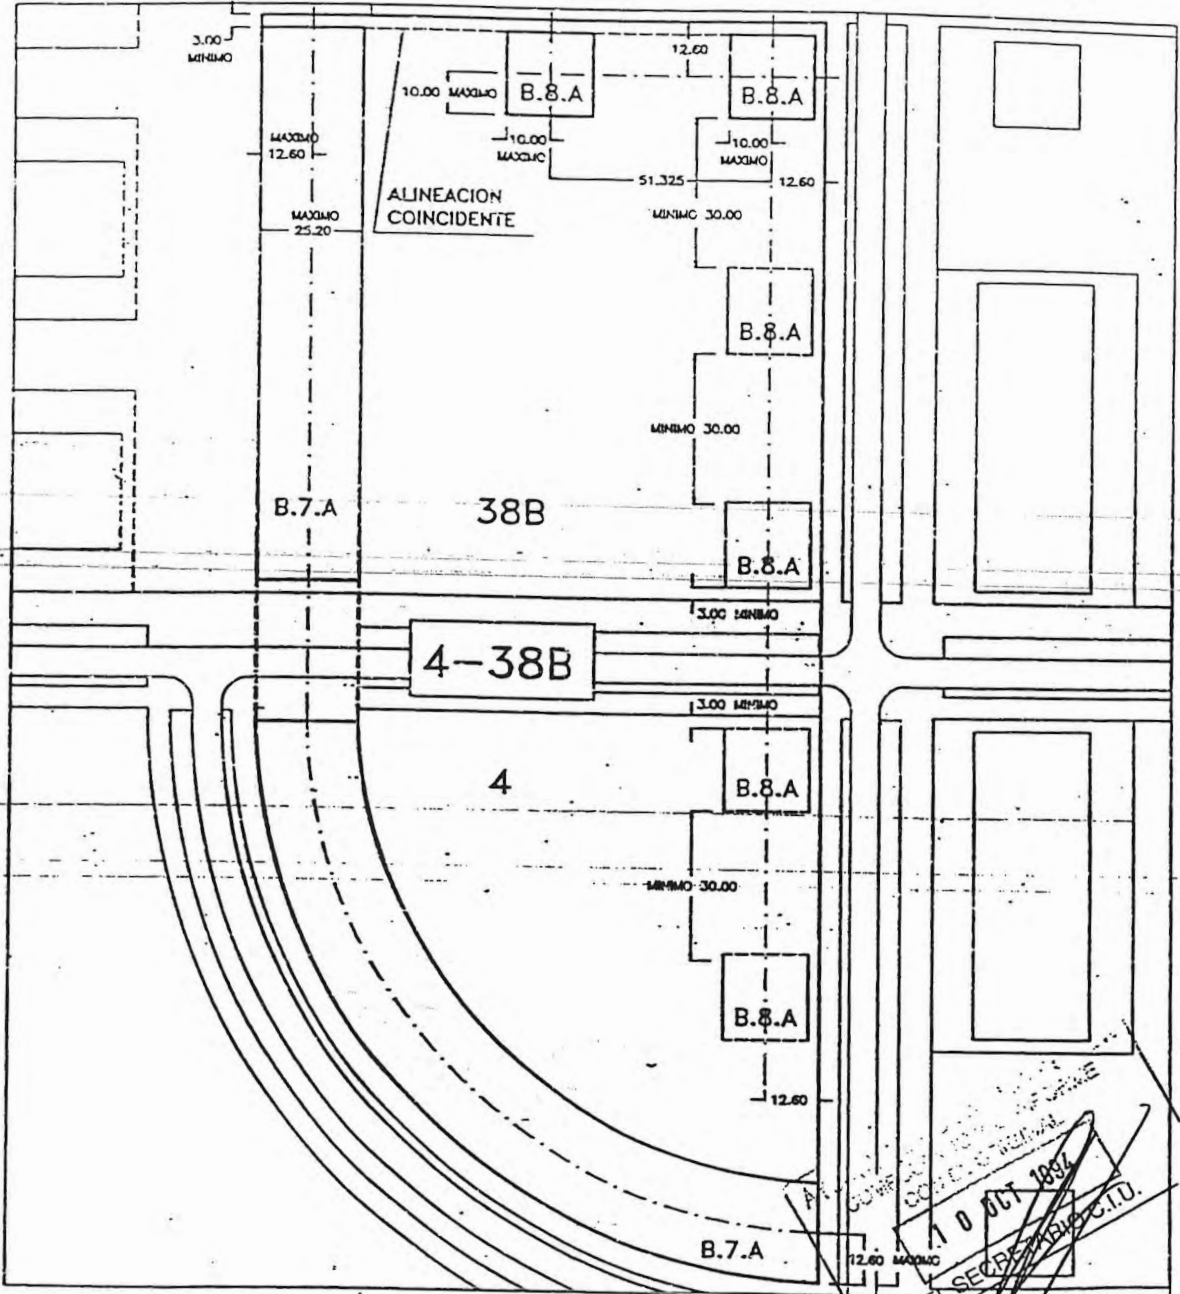 3.00
MINIMO
12.60
10.00 MAXIMO
B.8.A
B.8.A
10.00
MAXIMO
10.00
MAXIMO
MAXIMO
12.60
51.325
12.60
ALINEACION
COINCIDENTE
MINIMO 30.00
MAXIMO
25.20
B.8.A
MINIMO 30.00
B.7.A
38B
B.8.A
3.00 MINIMO
4-38B
3.00 MINIMO
4
B.8.A
MINIMO 30.00
B.8.A
12.60
B.7.A
12.60 MAXIMO
10 OCT 1994
SECRETARIO C.I.U.